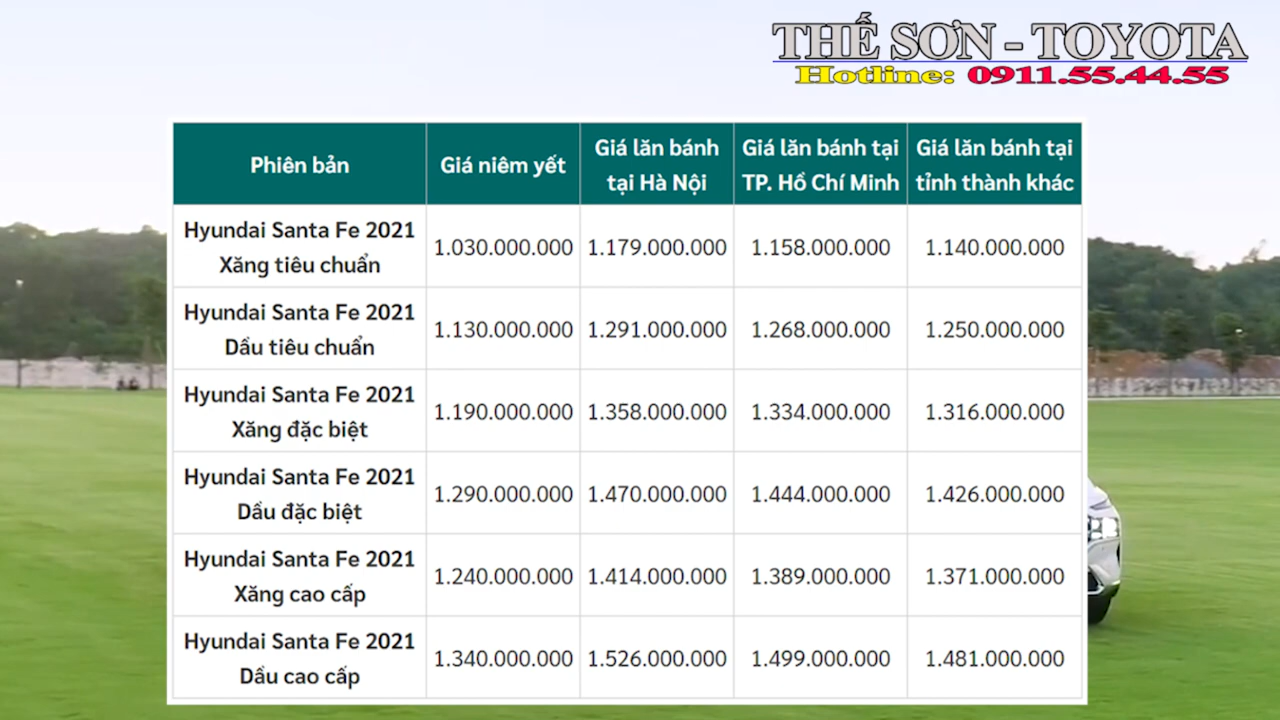 THẾ SƠN - TOYOTA
Hotline: 0911.55.44.55
Phiên bản
Giá niêm yết
Giá lăn bánh
tại Hà Nội
Giá lăn bánh tại
TP. Hồ Chí Minh
Giá lăn bánh tại
tỉnh thành khác
Hyundai Santa Fe 2021
Xăng tiêu chuẩn
1.030.000.000
1.179.000.000
1.158.000.000
1.140.000.000
Hyundai Santa Fe 2021
Dầu tiêu chuẩn
1.130.000.000
1.291.000.000
1.268.000.000
1.250.000.000
Hyundai Santa Fe 2021
Xăng đặc biệt
1.190.000.000
1.358.000.000
1.334.000.000
1.316.000.000
Hyundai Santa Fe 2021
Dầu đặc biệt
1.290.000.000
1.470.000.000
1.444.000.000
1.426.000.000
Hyundai Santa Fe 2021
Xăng cao cấp
1.240.000.000
1.414.000.000
1.389.000.000
1.371.000.000
Hyundai Santa Fe 2021
Dầu cao cấp
1.340.000.000
1.526.000.000
1.499.000.000
1.481.000.000